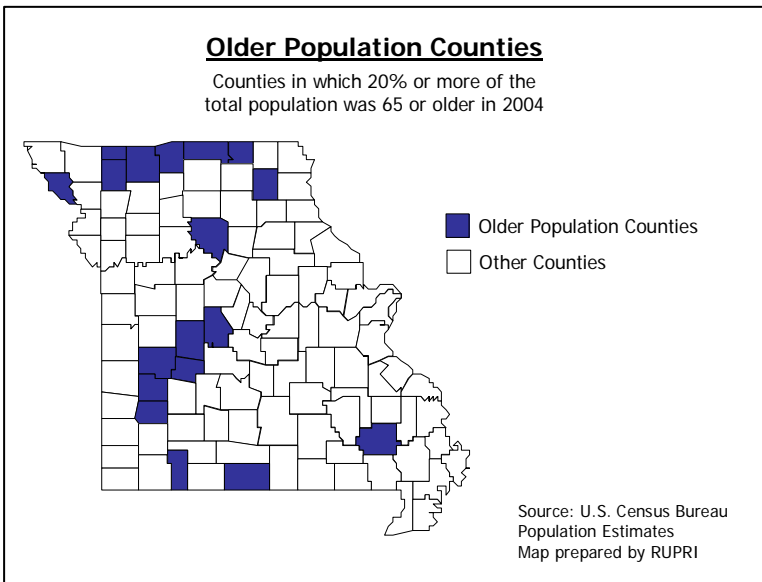 Older Population Counties
Counties in which 20% or more of the
total population was 65 or older in 2004
Older Population Counties
Other Counties
Source: U.S. Census Bureau
Population Estimates
Map prepared by RUPRI